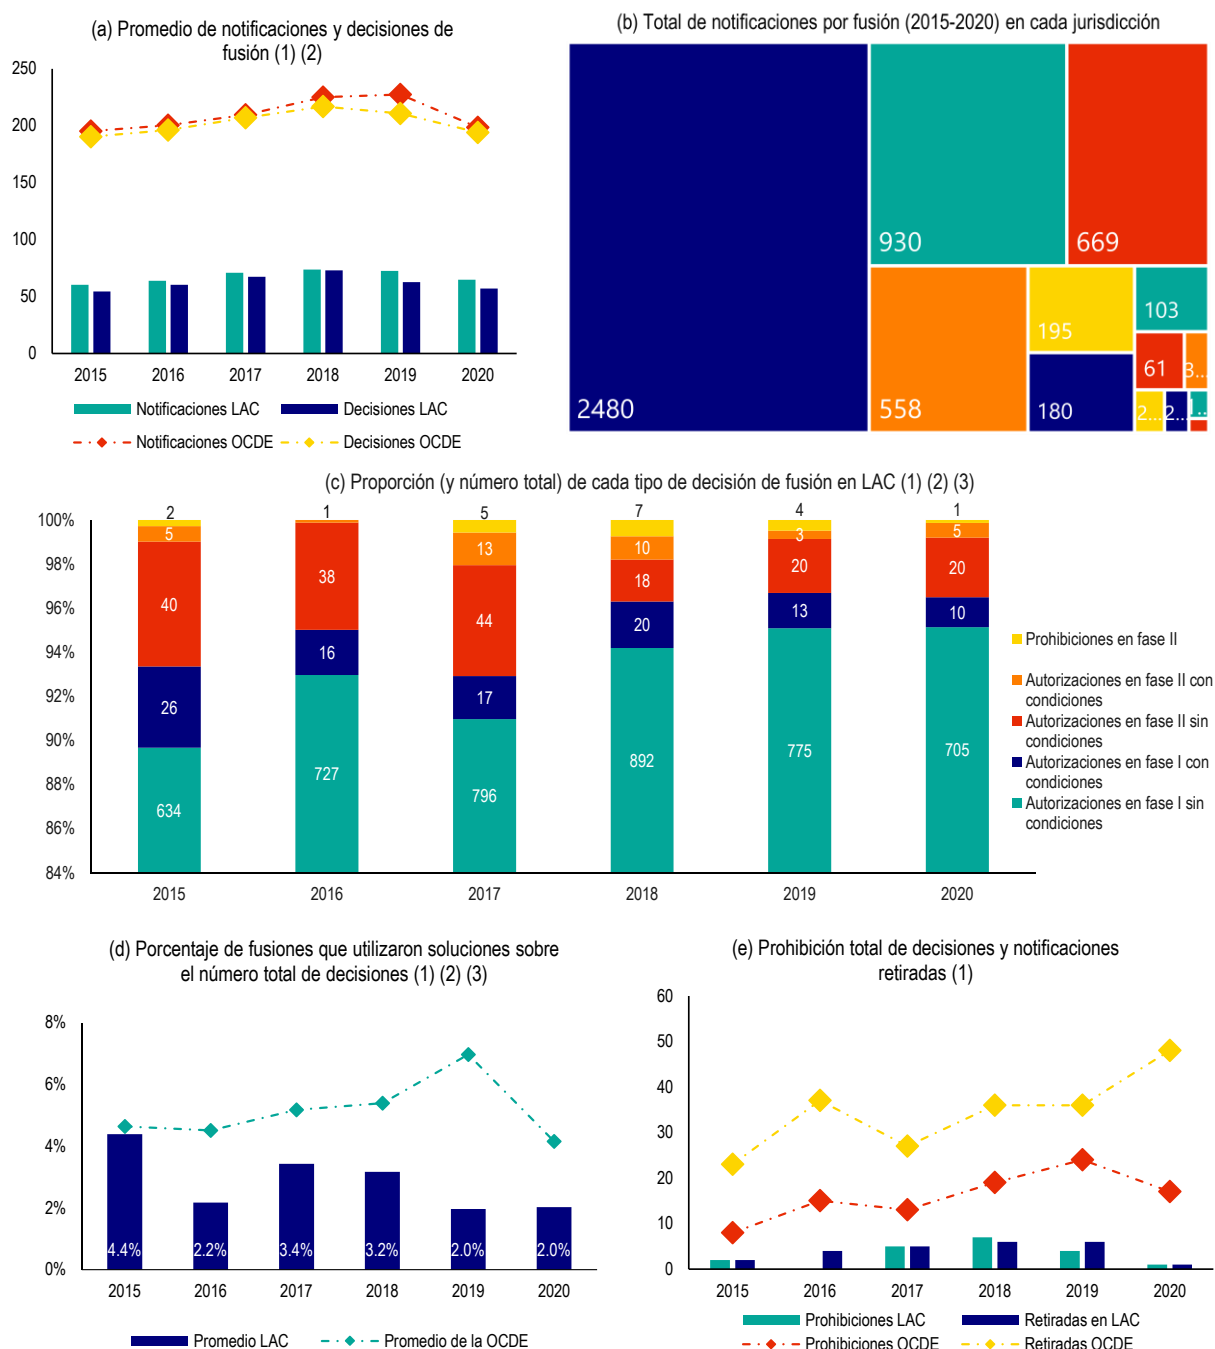 (a) Promedio de notificaciones y decisiones de
fusión (1) (2)
250
200
150
100
50
0
2015 2016 2017 2018 2019 2020
Notificaciones LAC Decisiones LAC
Notificaciones OCDE Decisiones OCDE
(b) Total de notificaciones por fusión (2015-2020) en cada jurisdicción
2480
930
669
558
195
180
103
61
3...
2...
2...
1...
(c) Proporción (y número total) de cada tipo de decisión de fusión en LAC (1) (2) (3)
100%
98%
96%
94%
92%
90%
88%
86%
84%
2 1 5 7 4 1
5 13 10 3 5
40 38 44 18 20 20
26 16 17 20 13 10
634 727 796 892 775 705
2015 2016 2017 2018 2019 2020
Prohibiciones en fase II
Autorizaciones en fase II con
condiciones
Autorizaciones en fase II sin
condiciones
Autorizaciones en fase I con
condiciones
Autorizaciones en fase I sin
condiciones
(d) Porcentaje de fusiones que utilizaron soluciones sobre
el número total de decisiones (1) (2) (3)
8%
6%
4%
2%
0%
4.4% 2.2% 3.4% 3.2% 2.0% 2.0%
2015 2016 2017 2018 2019 2020
Promedio LAC Promedio de la OCDE
(e) Prohibición total de decisiones y notificaciones
retiradas (1)
60
50
40
30
20
10
0
2015 2016 2017 2018 2019 2020
Prohibiciones LAC Retiradas en LAC
Prohibiciones OCDE Retiradas OCDE